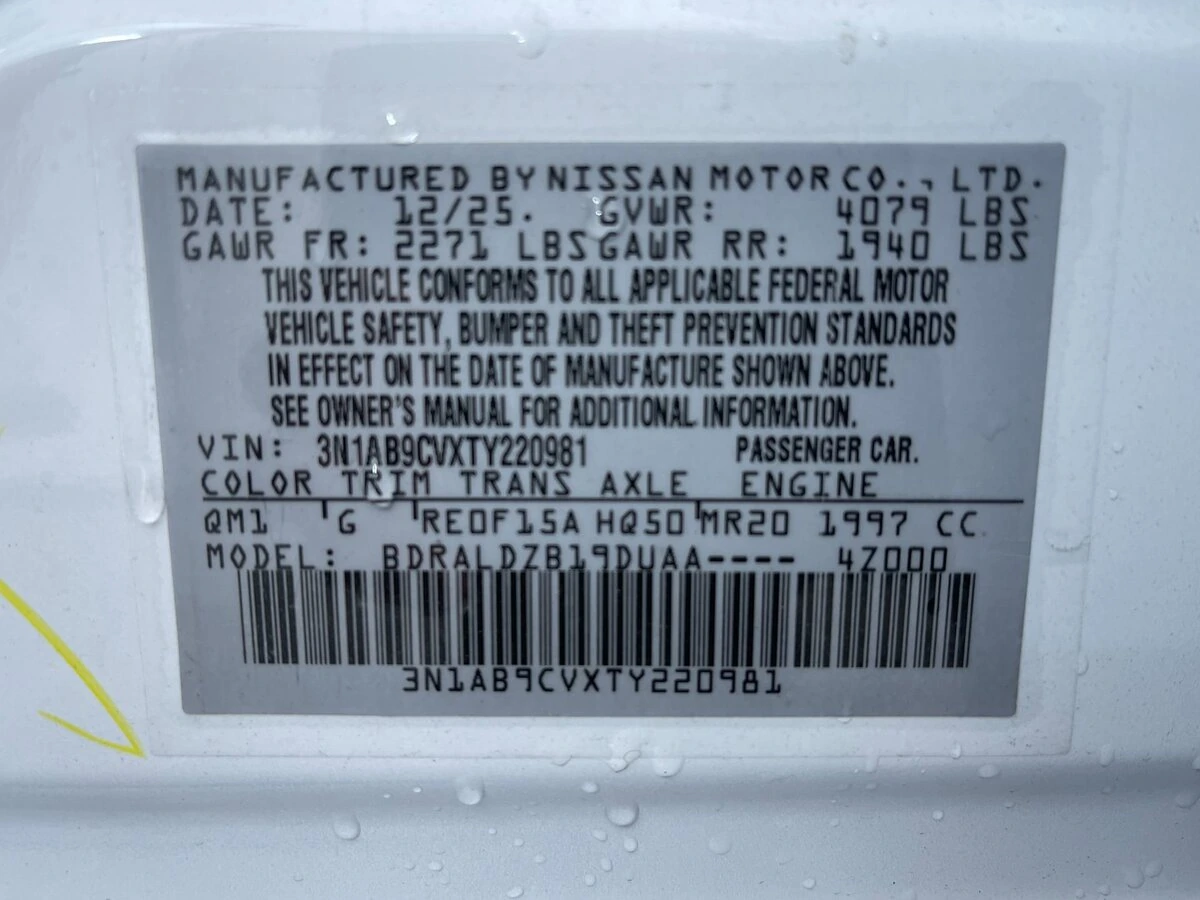 MANUFACTURED BY NISSAN MOTOR CO., LTD.
DATE: 12/25. GVWR: 4079 LBS
GAWR FR: 2271 LBS GAWR RR: 1940 LBS
THIS VEHICLE CONFORMS TO ALL APPLICABLE FEDERAL MOTOR
VEHICLE SAFETY, BUMPER AND THEFT PREVENTION STANDARDS
IN EFFECT ON THE DATE OF MANUFACTURE SHOWN ABOVE.
SEE OWNER'S MANUAL FOR ADDITIONAL INFORMATION.
VIN: 3N1AB9CVXTY220981 PASSENGER CAR.
COLOR TRIM TRANS AXLE ENGINE
QM1 G RE0F15A HQ50 MR20 1997 CC
MODEL: BDRALDZB19DUAA---- 4Z000
3N1AB9CVXTY220981